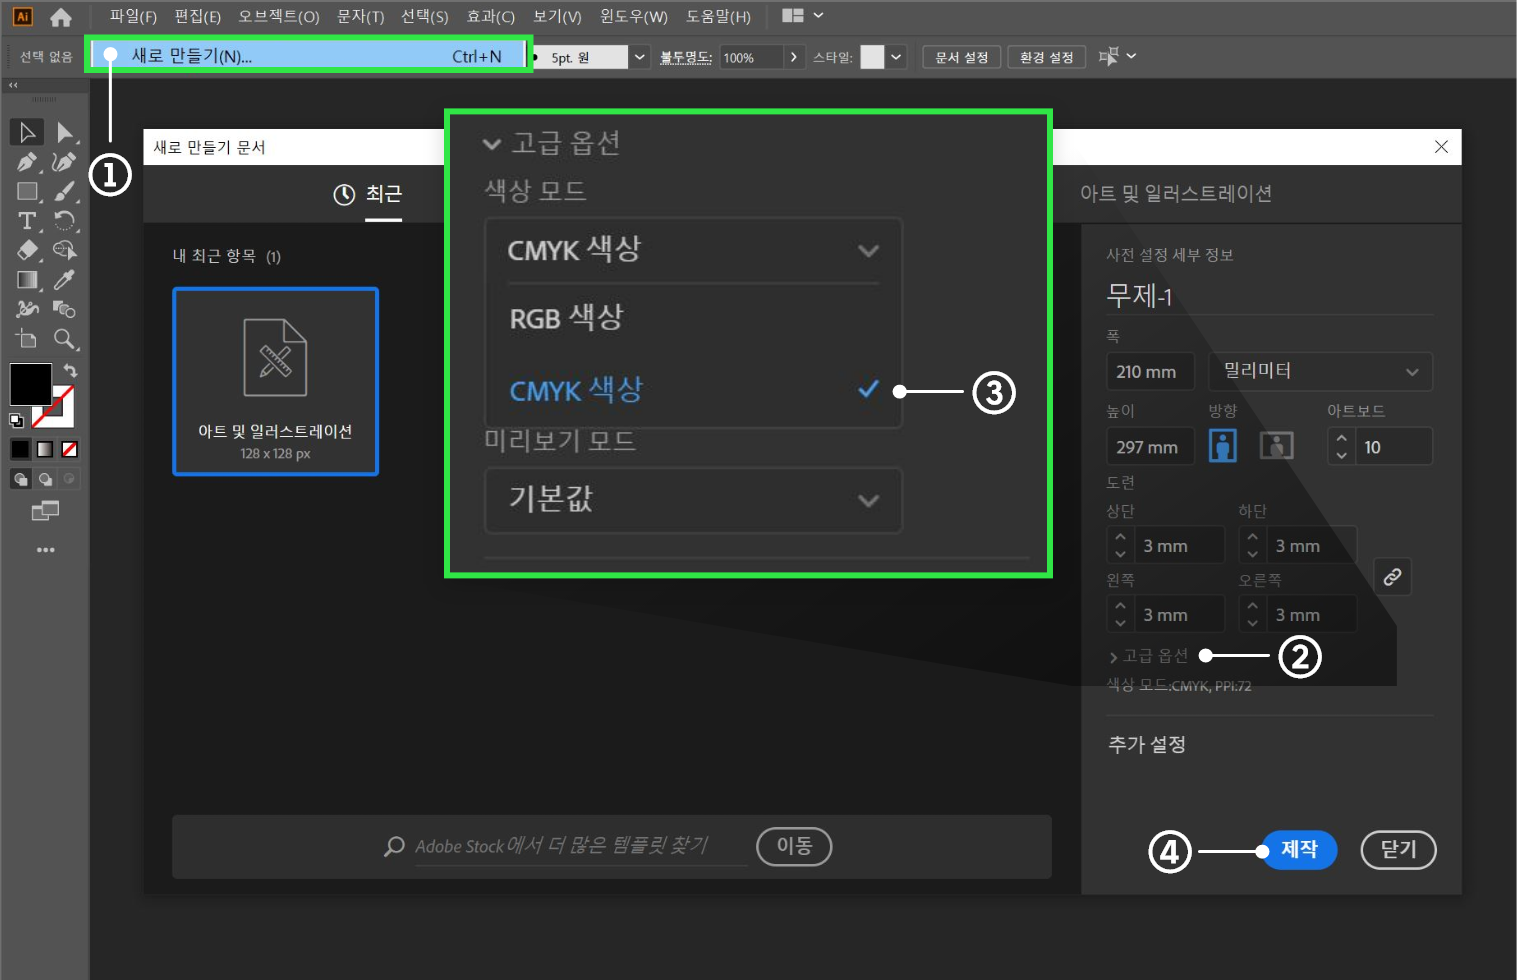 Ai 파일(F) 편집(E) 오브젝트(O) 문자(T) 선택(S) 효과(C) 보기(V) 윈도우(W) 도움말(H)
선택 없음 새로 만들기(N)... Ctrl+N 5pt. 원 불투명도: 100% 스타일: 문서 설정 환경 설정
①
새로 만들기 문서
최근 아트 및 일러스트레이션
내 최근 항목 (1)
아트 및 일러스트레이션
128 x 128 px
고급 옵션
색상 모드
CMYK 색상
RGB 색상
CMYK 색상
③
미리보기 모드
기본값
사전 설정 세부 정보
무제-1
폭
210 mm 밀리미터
높이 방향 아트보드
297 mm 10
도련
상단 하단
3 mm 3 mm
왼쪽 오른쪽
3 mm 3 mm
고급 옵션 ②
색상 모드:CMYK, PPI:72
추가 설정
Adobe Stock에서 더 많은 템플릿 찾기 이동
④ 제작 닫기
T